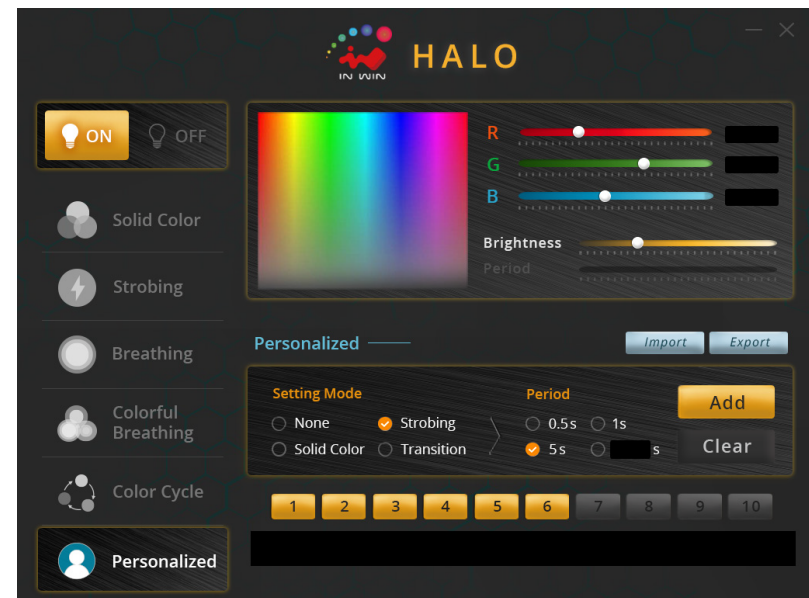 IN WIN
HALO
ON
OFF
Solid Color
Strobing
Breathing
Colorful
Breathing
Color Cycle
Personalized
R
G
B
Brightness
Period
Personalized
Import
Export
Setting Mode
None
Strobing
Solid Color
Transition
Period
0.5s
1s
5s
s
Add
Clear
1 2 3 4 5 6 7 8 9 10